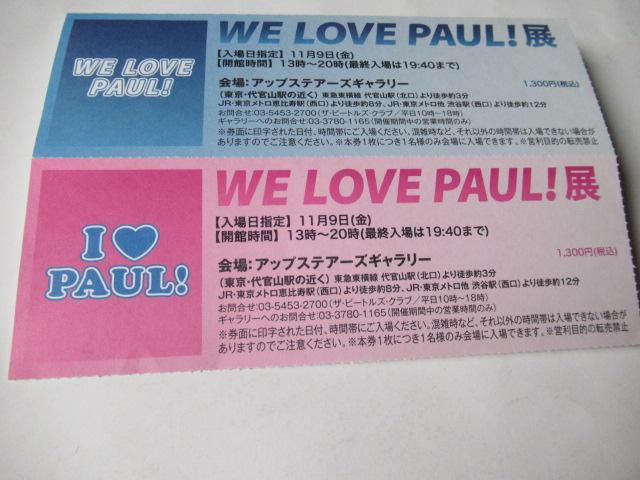 WE LOVE
PAUL!
WE LOVE PAUL!展
【入場日指定】11月9日(金)
【開館時間】13時~20時(最終入場は19:40まで)
会場:アップステアーズギャラリー
1,300円(税込)
(東京・代官山駅の近く)東急東横線 代官山駅(北口)より徒歩約3分
JR・東京メトロ恵比寿駅(西口)より徒歩約8分、JR・東京メトロ他 渋谷駅(西口)より徒歩約12分
お問合せ:03-5453-2700(ザ・ビートルズ・クラブ/平日10時~18時)
ギャラリーへのお問合せ:03-3780-1165(開催期間中の営業時間のみ)
※券面に印字された日付、時間帯にご入場ください。混雑時など、それ以外の時間帯は入場できない場合が
ありますのでご注意ください。※本券1枚につき1名様のみ会場に入場できます。※営利目的の転売禁止
I♥
PAUL!
WE LOVE PAUL!展
【入場日指定】11月9日(金)
【開館時間】13時~20時(最終入場は19:40まで)
会場:アップステアーズギャラリー
1,300円(税込)
(東京・代官山駅の近く)東急東横線 代官山駅(北口)より徒歩約3分
JR・東京メトロ恵比寿駅(西口)より徒歩約8分、JR・東京メトロ他 渋谷駅(西口)より徒歩約12分
お問合せ:03-5453-2700(ザ・ビートルズ・クラブ/平日10時~18時)
ギャラリーへのお問合せ:03-3780-1165(開催期間中の営業時間のみ)
※券面に印字された日付、時間帯にご入場ください。混雑時など、それ以外の時間帯は入場できない場合が
ありますのでご注意ください。※本券1枚につき1名様のみ会場に入場できます。※営利目的の転売禁止